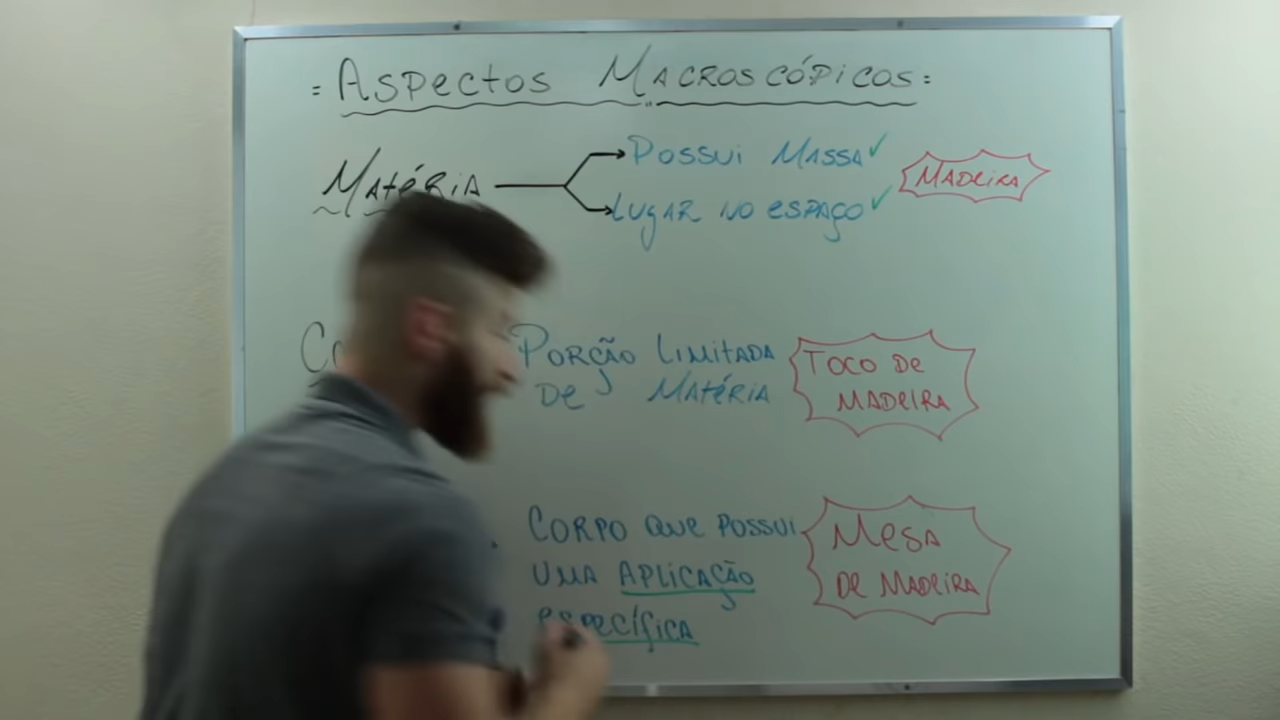 = Aspectos Macroscópicos =
Matéria
Possui Massa
Madeira
Lugar no espaço
Porção Limitada
de Matéria
Toco de
Madeira
Corpo que possui
uma Aplicação
específica
Mesa
de Madeira